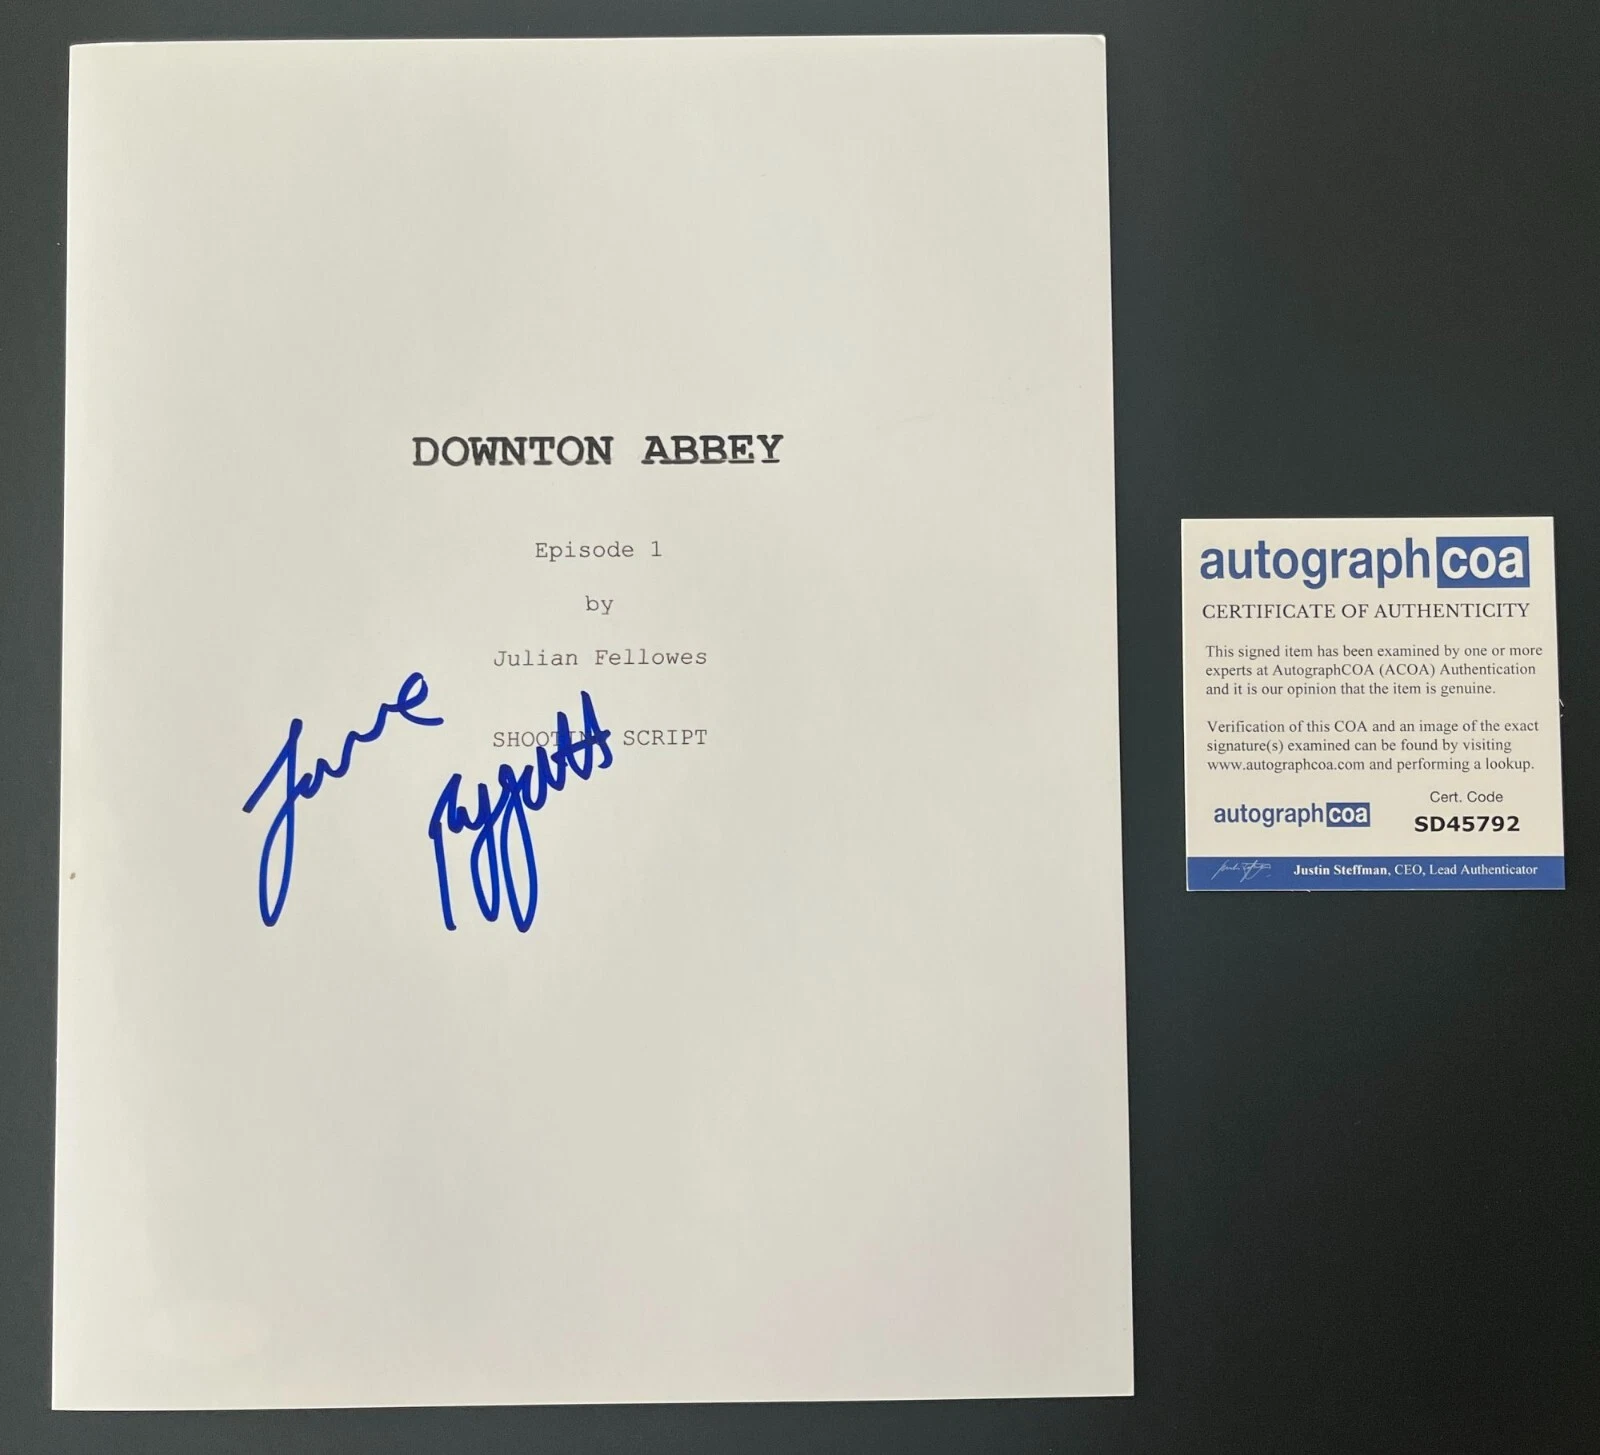 DOWNTON ABBEY
Episode 1
by
Julian Fellowes
SHOOTING SCRIPT
autographcoa
CERTIFICATE OF AUTHENTICITY
This signed item has been examined by one or more
experts at AutographCOA (ACOA) Authentication
and it is our opinion that the item is genuine.
Verification of this COA and an image of the exact
signature(s) examined can be found by visiting
www.autographcoa.com and performing a lookup.
autographcoa
Cert. Code
SD45792
Justin Steffman, CEO, Lead Authenticator